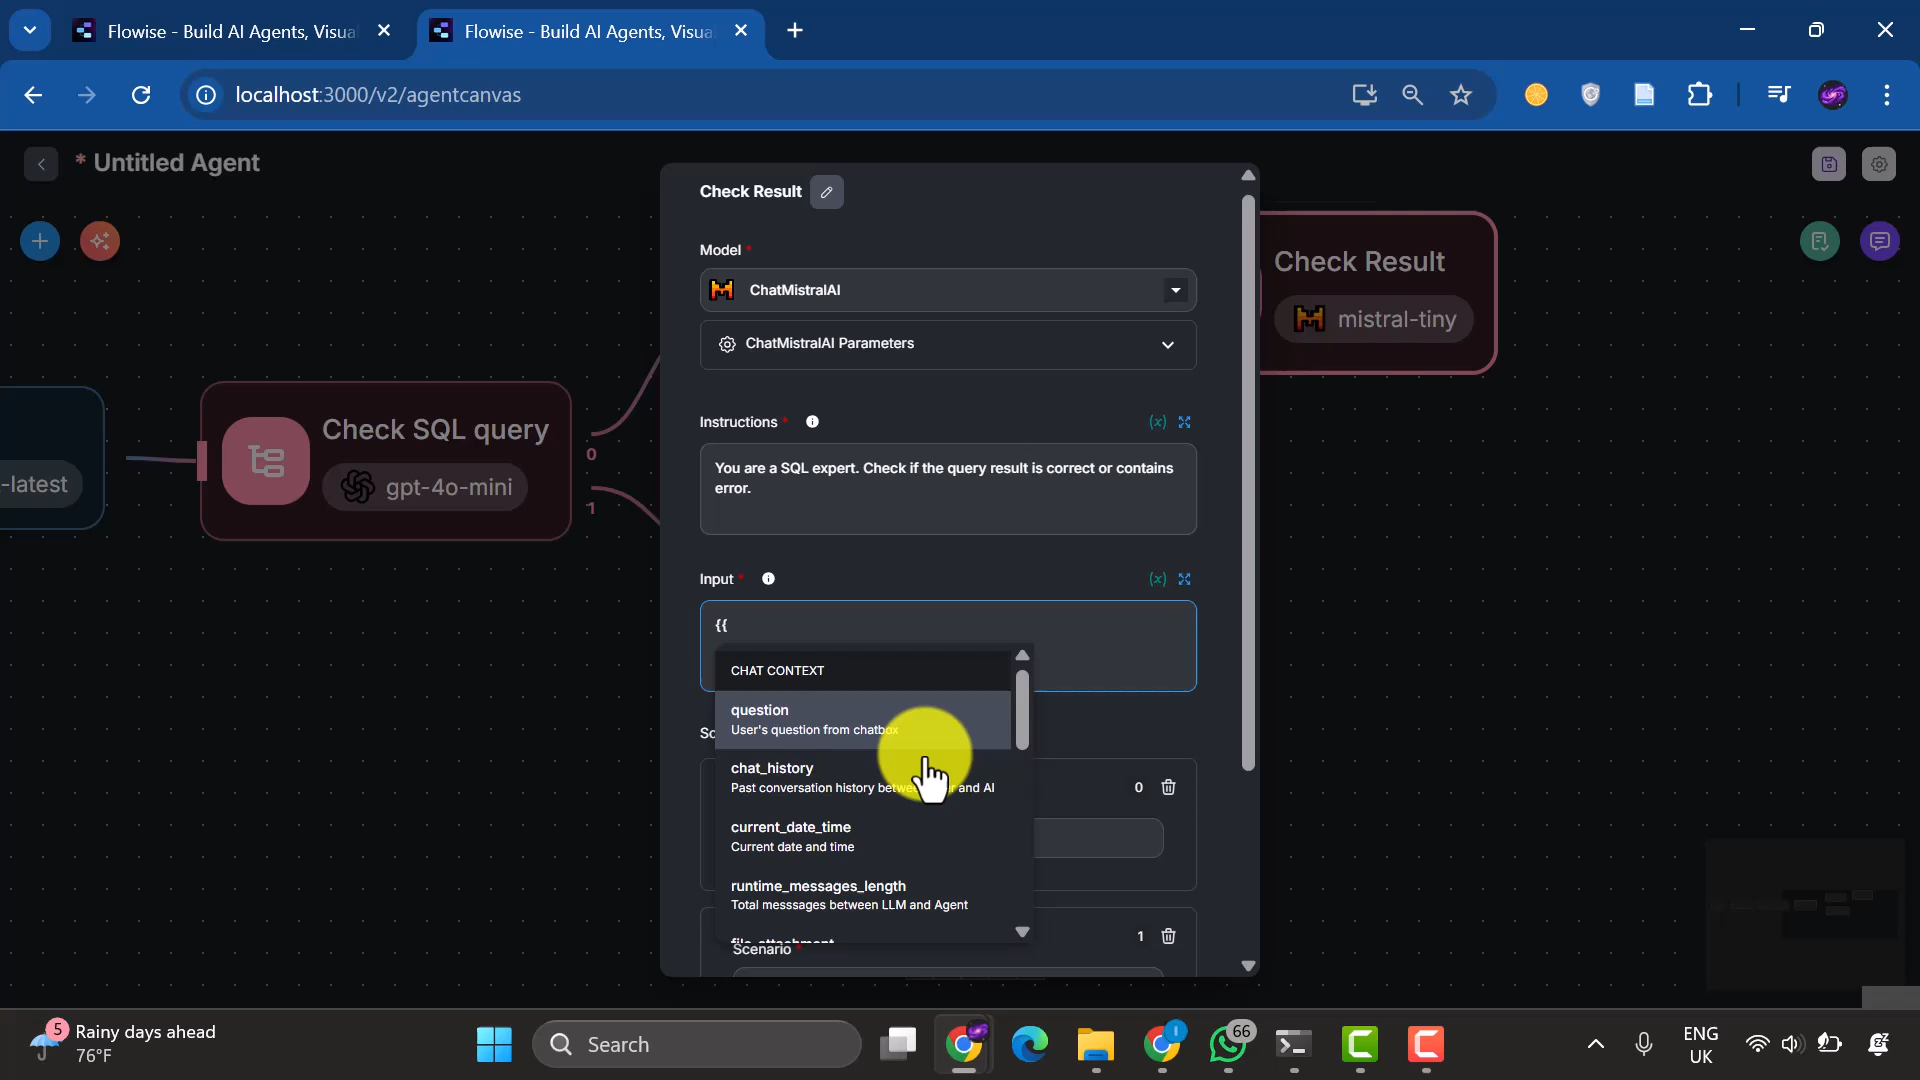 Flowise - Build AI Agents, Visua
Flowise - Build AI Agents, Visua
localhost:3000/v2/agentcanvas
* Untitled Agent
Check Result
Model *
ChatMistralAI
ChatMistralAI Parameters
Instructions *
(x)
You are a SQL expert. Check if the query result is correct or contains
error.
Input *
(x)
{{
CHAT CONTEXT
question
User's question from chatbox
chat_history
Past conversation history between and AI
current_date_time
Current date and time
runtime_messages_length
Total messsages between LLM and Agent
file_attachment
0
1
Scenario *
-latest
Check SQL query
gpt-4o-mini
0
1
Check Result
mistral-tiny
5
Rainy days ahead
76°F
Search
66
ENG
UK